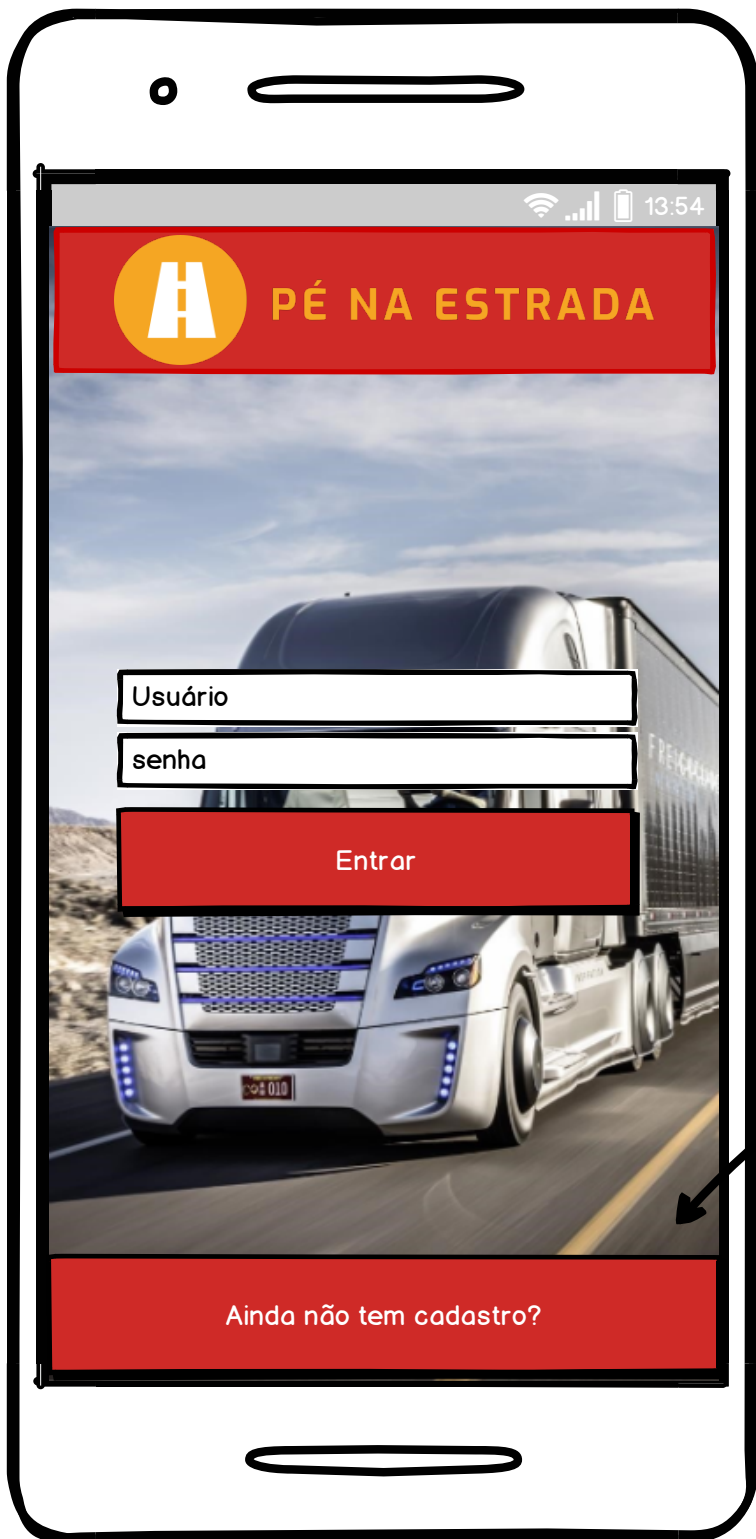 13:54
PÉ NA ESTRADA
Usuário
senha
Entrar
Ainda não tem cadastro?